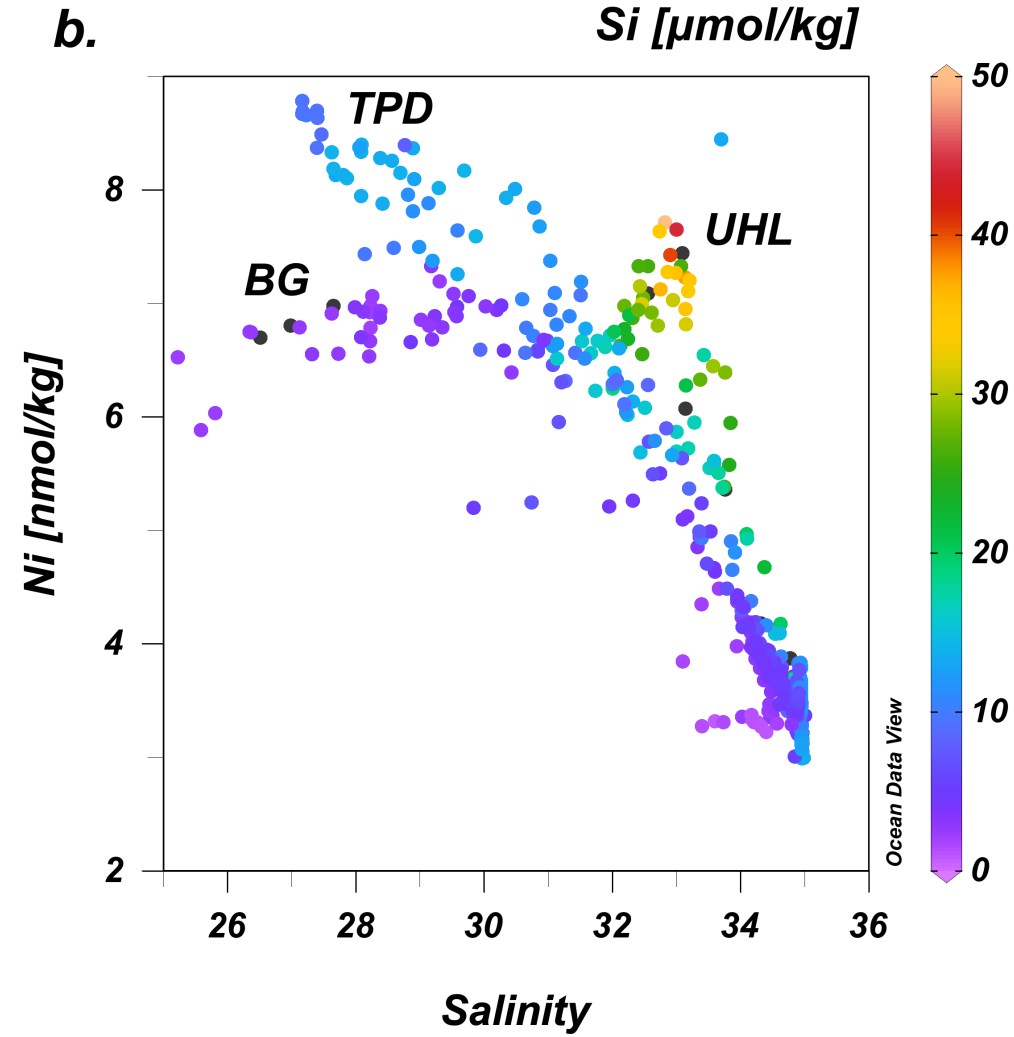 b.
Si [µmol/kg]
50
TPD
8
UHL
40
BG
Ni [nmol/kg]
30
6
20
4
10
Ocean Data View
2
0
26 28 30 32 34 36
Salinity